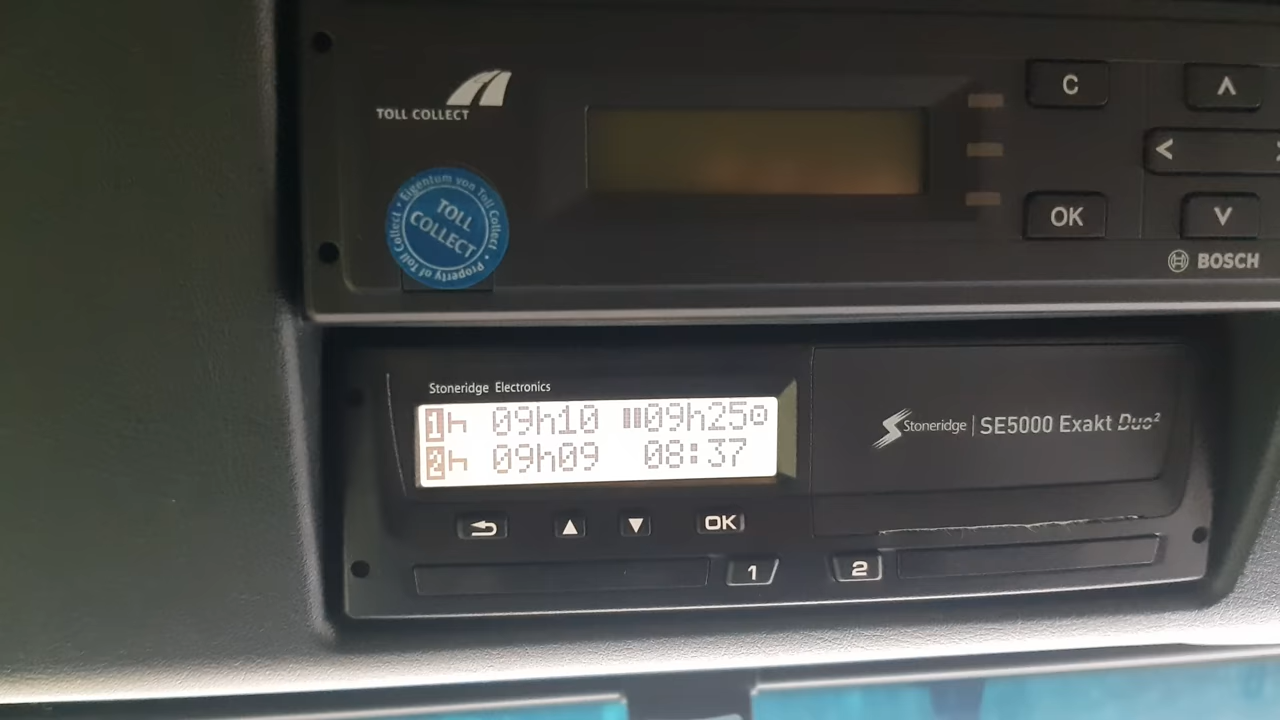 TOLL COLLECT
Eigentum von Toll Collect • Property of Toll Collect •
TOLL
COLLECT
C
OK
BOSCH
Stoneridge Electronics
1h 09h10 09h25
2h 09h09 08:37
OK
1
2
Stoneridge SE5000 Exakt Duo²